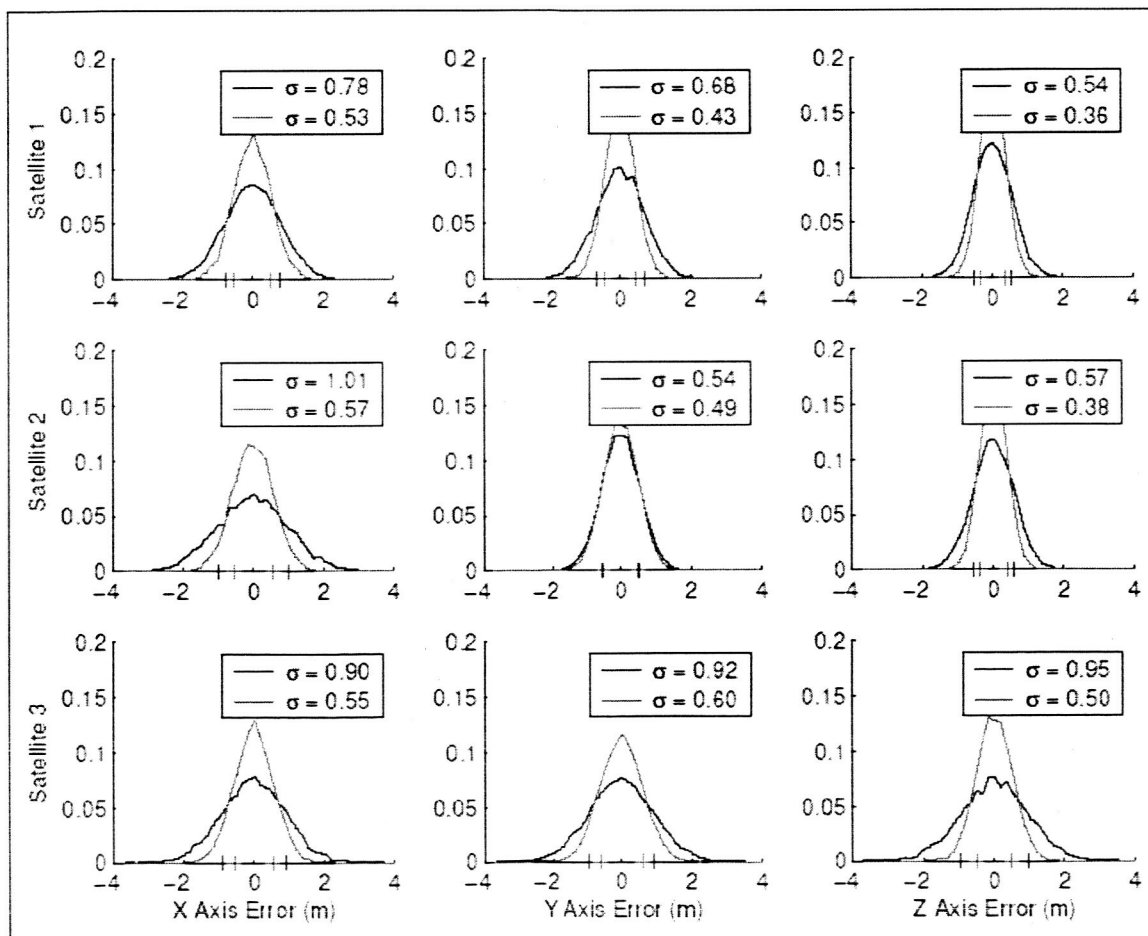 0.2 0.2 0.2
σ = 0.78 σ = 0.68 σ = 0.54
0.15 0.15 0.15
σ = 0.53 σ = 0.43 σ = 0.36
Satellite 1
0.1 0.1 0.1
0.05 0.05 0.05
0 0 0
−4 −2 0 2 4 −4 −2 0 2 4 −4 −2 0 2 4
0.2 0.2 0.2
σ = 1.01 σ = 0.54 σ = 0.57
0.15 0.15 0.15
σ = 0.57 σ = 0.49 σ = 0.38
Satellite 2
0.1 0.1 0.1
0.05 0.05 0.05
0 0 0
−4 −2 0 2 4 −4 −2 0 2 4 −4 −2 0 2 4
0.2 0.2 0.2
σ = 0.90 σ = 0.92 σ = 0.95
0.15 0.15 0.15
σ = 0.55 σ = 0.60 σ = 0.50
Satellite 3
0.1 0.1 0.1
0.05 0.05 0.05
0 0 0
−4 −2 0 2 4 −4 −2 0 2 4 −4 −2 0 2 4
X Axis Error (m) Y Axis Error (m) Z Axis Error (m)